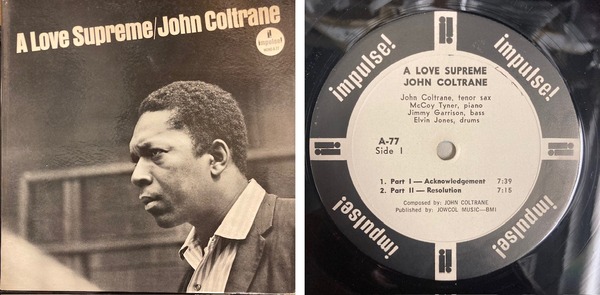 A Love Supreme/John Coltrane
impulse!
impulse!
impulse!
A LOVE SUPREME
JOHN COLTRANE
John Coltrane, tenor sax
McCoy Tyner, piano
Jimmy Garrison, bass
Elvin Jones, drums
A-77
Side 1
1. Part I — Acknowledgement 7:39
2. Part II — Resolution 7:15
Composed by: JOHN COLTRANE
Published by: JOWCOL MUSIC—BMI
impulse!
impulse!